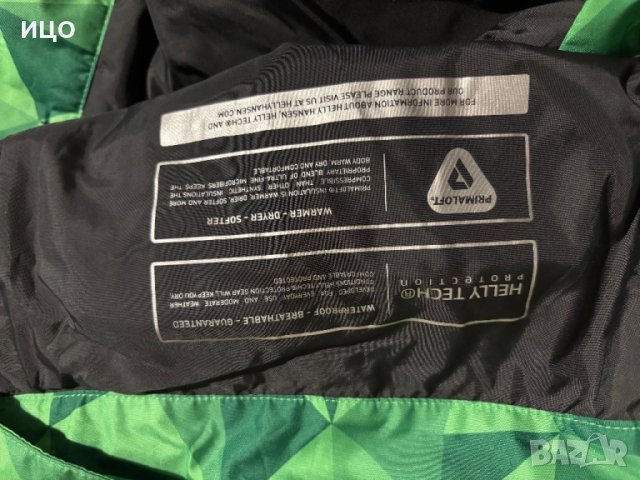 ИЦО
HELLY TECH®
PROTECTION
WATERPROOF - BREATHABLE - GUARANTEED
DEVELOPED FOR EVERYDAY USE AND MODERATE WEATHER
CONDITIONS HELLY TECH® PROTECTION GEAR WILL KEEP YOU DRY,
COMFORTABLE AND PROTECTED
PRIMALOFT®
WARMER - DRYER - SOFTER
PRIMALOFT® INSULATION IS WARMER, DRIER, SOFTER AND MORE
COMPRESSIBLE THAN OTHER SYNTHETIC INSULATIONS THE
PROPRIETARY BLEND OF ULTRA-FINE MICROFIBERS KEEPS THE
BODY WARM, DRY AND COMFORTABLE
FOR MORE INFORMATION ABOUT HELLY HANSEN, HELLY TECH® AND
OUR PRODUCT RANGE PLEASE VISIT US AT HELLYHANSEN.COM
BAZAR